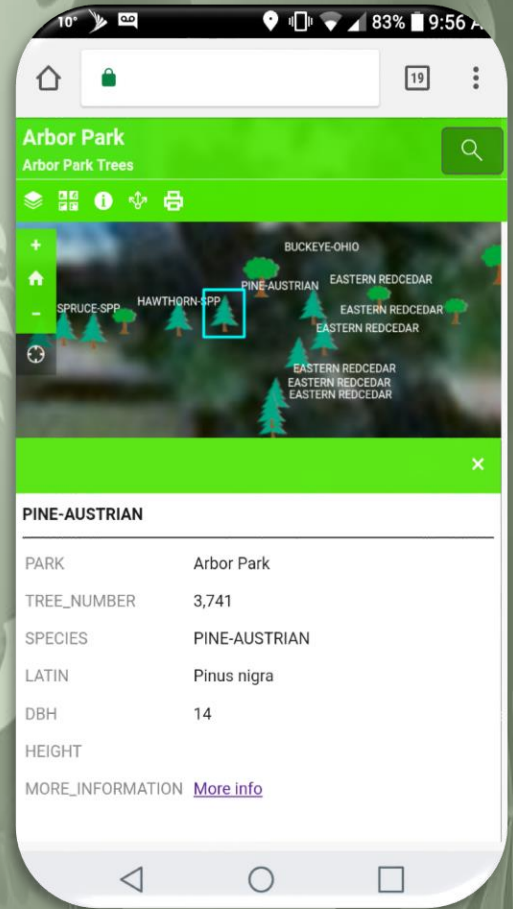 10°
83% 9:56 A
19
Arbor Park
Arbor Park Trees
BUCKEYE-OHIO
PINE-AUSTRIAN
EASTERN REDCEDAR
SPRUCE-SPP
HAWTHORN-SPP
EASTERN REDCEDAR
EASTERN REDCEDAR
EASTERN REDCEDAR
EASTERN REDCEDAR
EASTERN REDCEDAR
PINE-AUSTRIAN
PARK Arbor Park
TREE_NUMBER 3,741
SPECIES PINE-AUSTRIAN
LATIN Pinus nigra
DBH 14
HEIGHT
MORE_INFORMATION More info